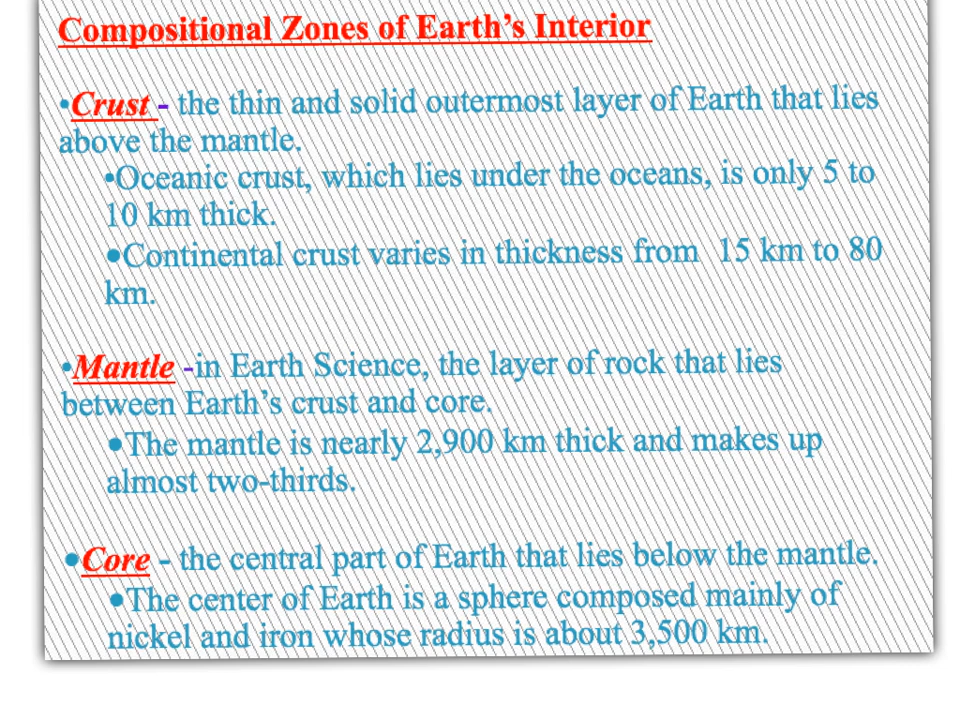 Compositional Zones of Earth’s Interior
•Crust - the thin and solid outermost layer of Earth that lies
above the mantle.
•Oceanic crust, which lies under the oceans, is only 5 to
10 km thick.
•Continental crust varies in thickness from 15 km to 80
km.
•Mantle -in Earth Science, the layer of rock that lies
between Earth’s crust and core.
•The mantle is nearly 2,900 km thick and makes up
almost two-thirds.
•Core - the central part of Earth that lies below the mantle.
•The center of Earth is a sphere composed mainly of
nickel and iron whose radius is about 3,500 km.